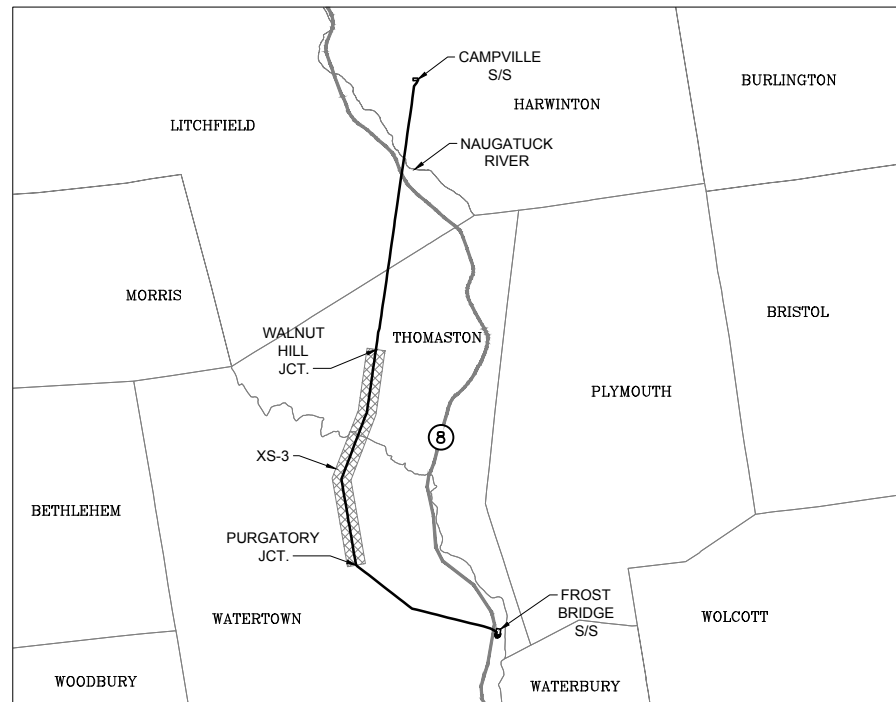 CAMPVILLE
S/S
BURLINGTON
HARWINTON
LITCHFIELD
NAUGATUCK
RIVER
MORRIS
BRISTOL
WALNUT
HILL
JCT.
THOMASTON
PLYMOUTH
8
XS-3
BETHLEHEM
PURGATORY
JCT.
FROST
BRIDGE
S/S
WATERTOWN
WOLCOTT
WOODBURY
WATERBURY